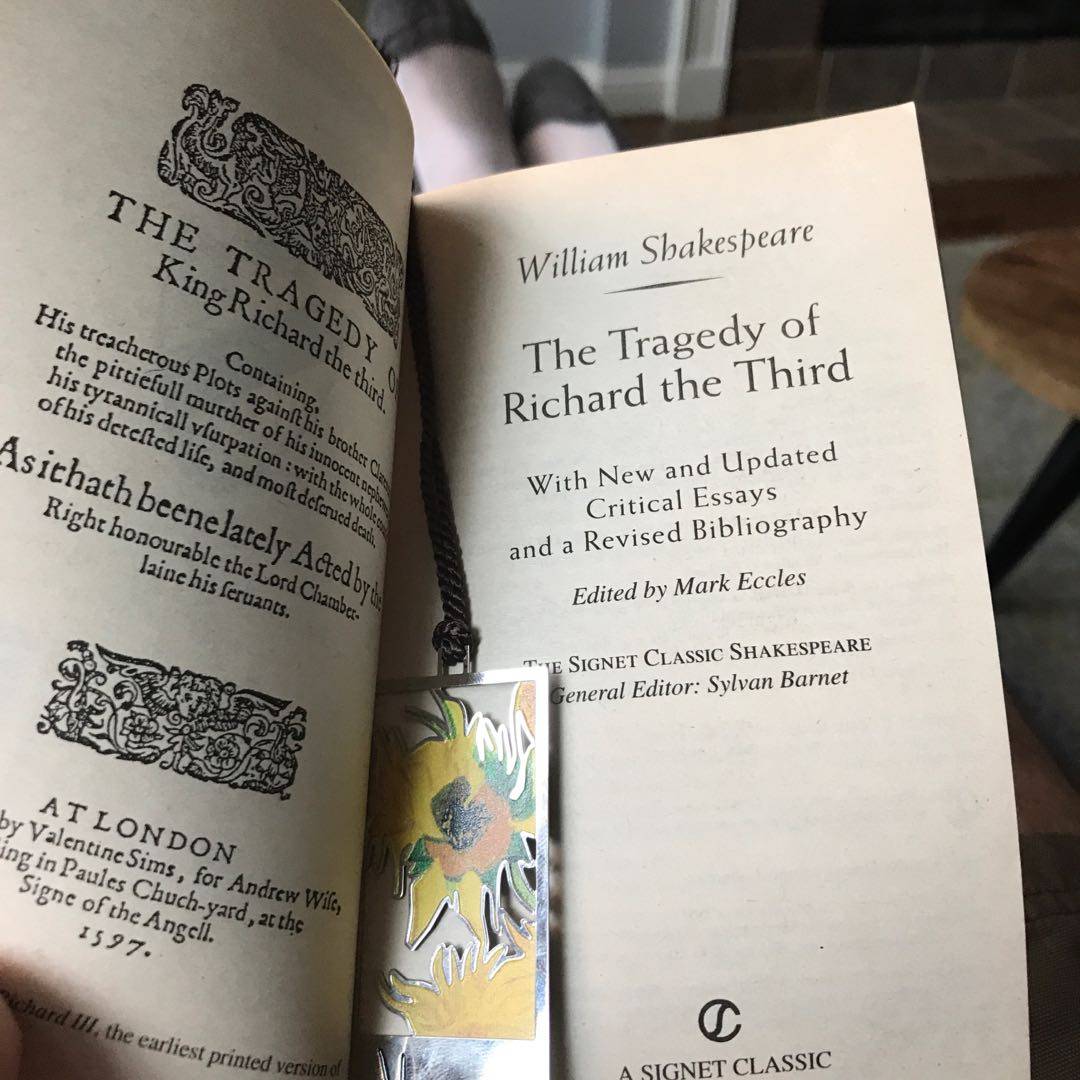 THE TRAGEDY O
King Richard the third.
Containing,
His treacherous Plots againſt his brother Claren
the pittiefull murther of his innocent nephewes
his tyrannicall vſurpation : with the whole
of his deteſted life, and moſt deſerued death.
As it hath beene lately Acted by the
Right honourable the Lord Chamber-
laine his ſeruants.
AT LONDON
by Valentine Sims, for Andrew Wiſe,
ing in Paules Chuch-yard, at the
Signe of the Angell.
1597.
Richard III, the earliest printed version of
William Shakespeare
The Tragedy of
Richard the Third
With New and Updated
Critical Essays
and a Revised Bibliography
Edited by Mark Eccles
THE SIGNET CLASSIC SHAKESPEARE
General Editor: Sylvan Barnet
A SIGNET CLASSIC